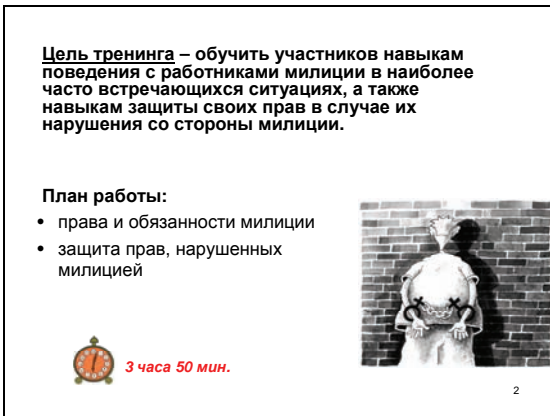 Цель тренинга – обучить участников навыкам
поведения с работниками милиции в наиболее
часто встречающихся ситуациях, а также
навыкам защиты своих прав в случае их
нарушения со стороны милиции.
План работы:
• права и обязанности милиции
• защита прав, нарушенных
милицией
3 часа 50 мин.
2